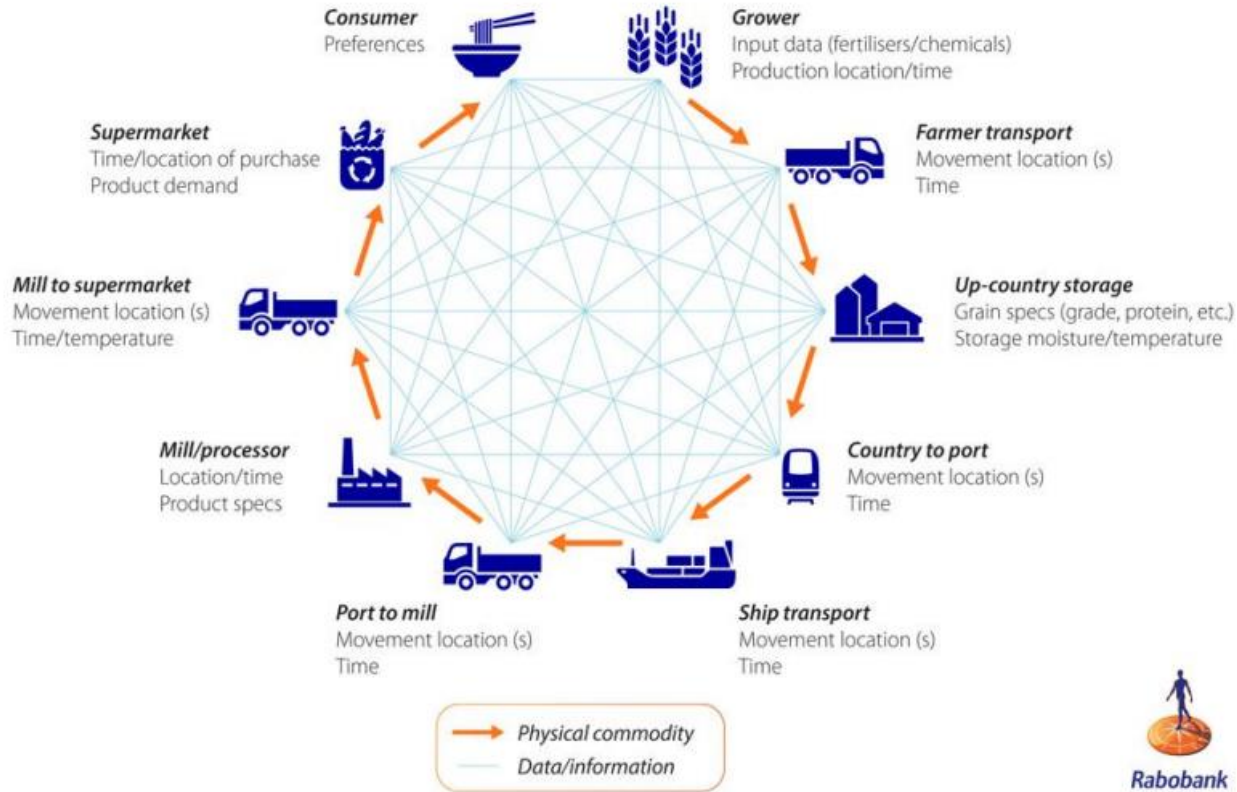 Consumer
Preferences
Grower
Input data (fertilisers/chemicals)
Production location/time
Supermarket
Time/location of purchase
Product demand
Farmer transport
Movement location (s)
Time
Mill to supermarket
Movement location (s)
Time/temperature
Up-country storage
Grain specs (grade, protein, etc.)
Storage moisture/temperature
Mill/processor
Location/time
Product specs
Country to port
Movement location (s)
Time
Port to mill
Movement location (s)
Time
Ship transport
Movement location (s)
Time
Physical commodity
Data/information
Rabobank